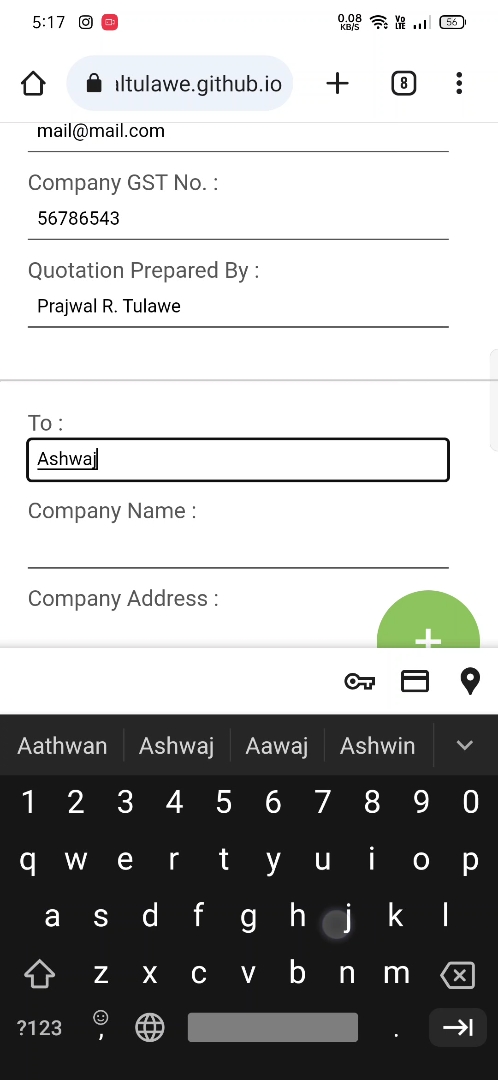 5:17
0.08 KB/S Vo LTE 56
ıltulawe.github.io 8
mail@mail.com
Company GST No. :
56786543
Quotation Prepared By :
Prajwal R. Tulawe
To :
Ashwaj
Company Name :
Company Address :
+
Aathwan Ashwaj Aawaj Ashwin
1 2 3 4 5 6 7 8 9 0
q w e r t y u i o p
a s d f g h j k l
z x c v b n m
?123 , .